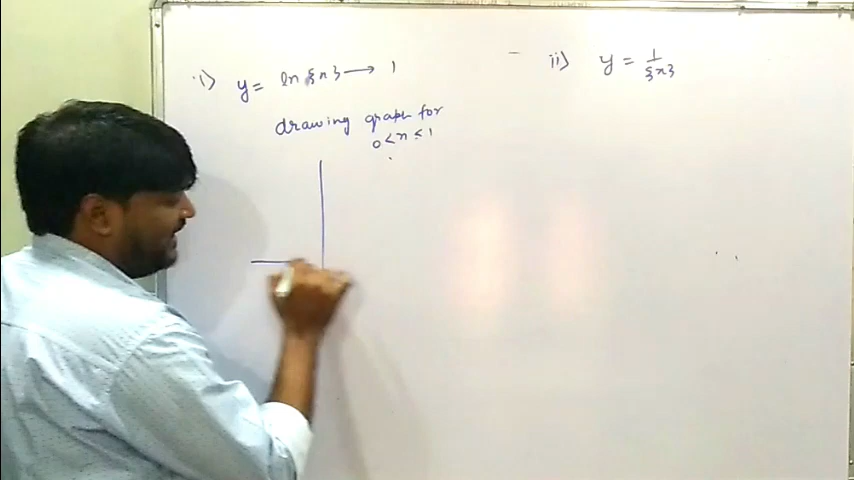 i) y = ln {x} → 1
drawing graph for
0 < x ≤ 1
ii) y = 1/{x}